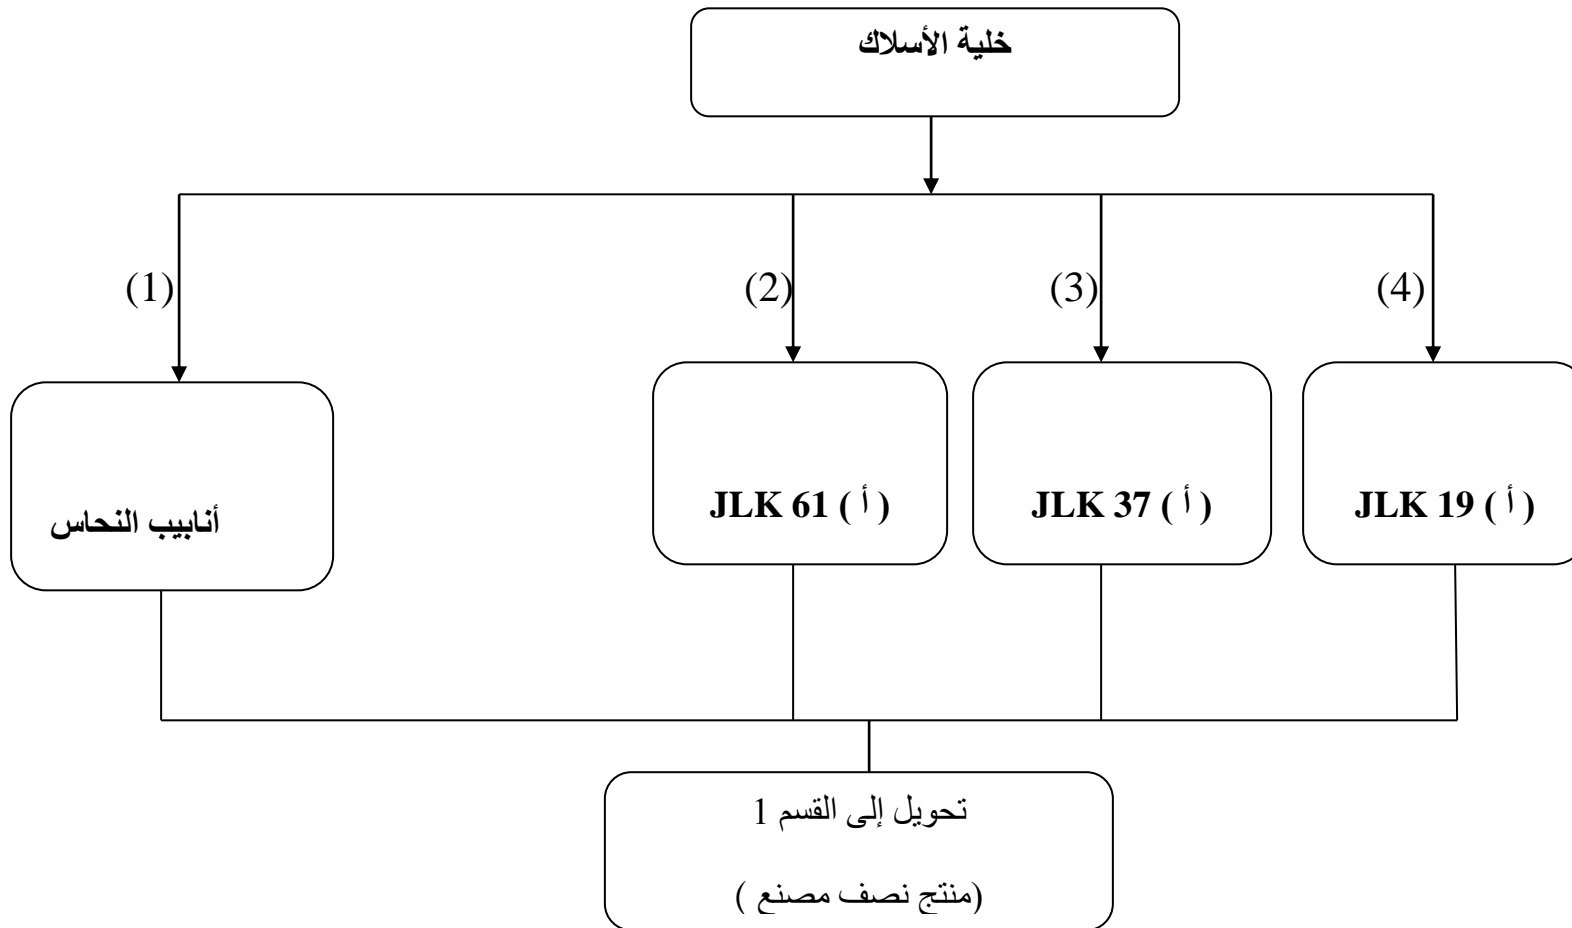 خلية الأسلاك
(1)
(2)
(3)
(4)
أنابيب النحاس
JLK 61 ( أ )
JLK 37 ( أ )
JLK 19 ( أ )
تحويل إلى القسم 1
(منتج نصف مصنع )